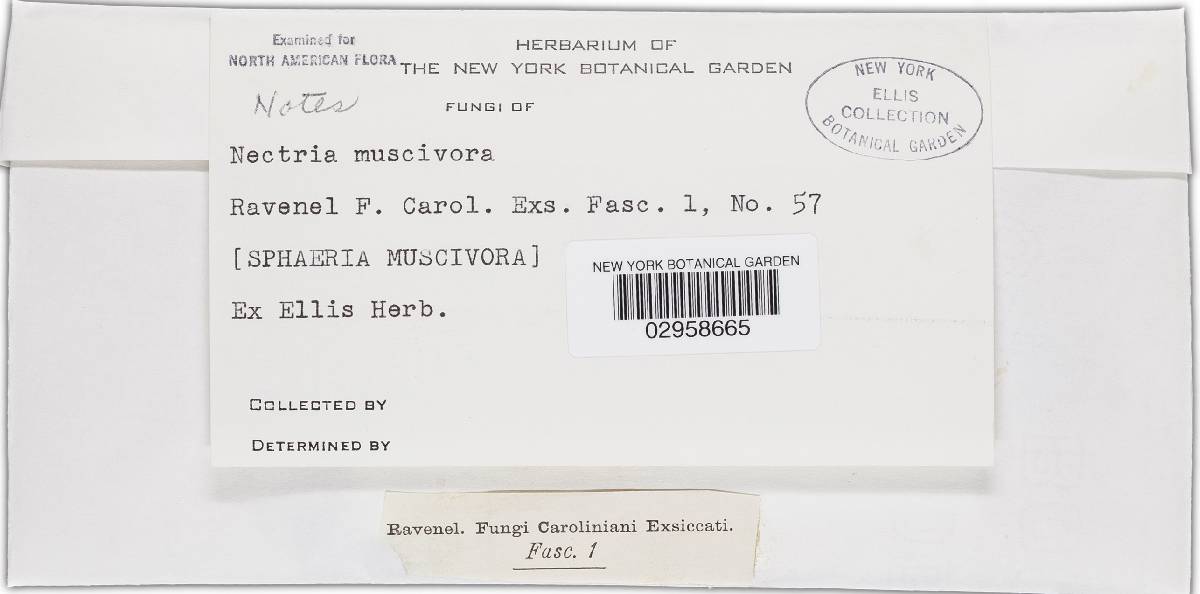 Examined for
NORTH AMERICAN FLORA
Notes
HERBARIUM OF
THE NEW YORK BOTANICAL GARDEN
FUNGI OF
NEW YORK
ELLIS
COLLECTION
BOTANICAL GARDEN
Nectria muscivora
Ravenel F. Carol. Exs. Fasc. 1, No. 57
[SPHAERIA MUSCIVORA]
Ex Ellis Herb.
NEW YORK BOTANICAL GARDEN
02958665
COLLECTED BY
DETERMINED BY
Ravenel. Fungi Caroliniani Exsiccati.
Fasc. 1